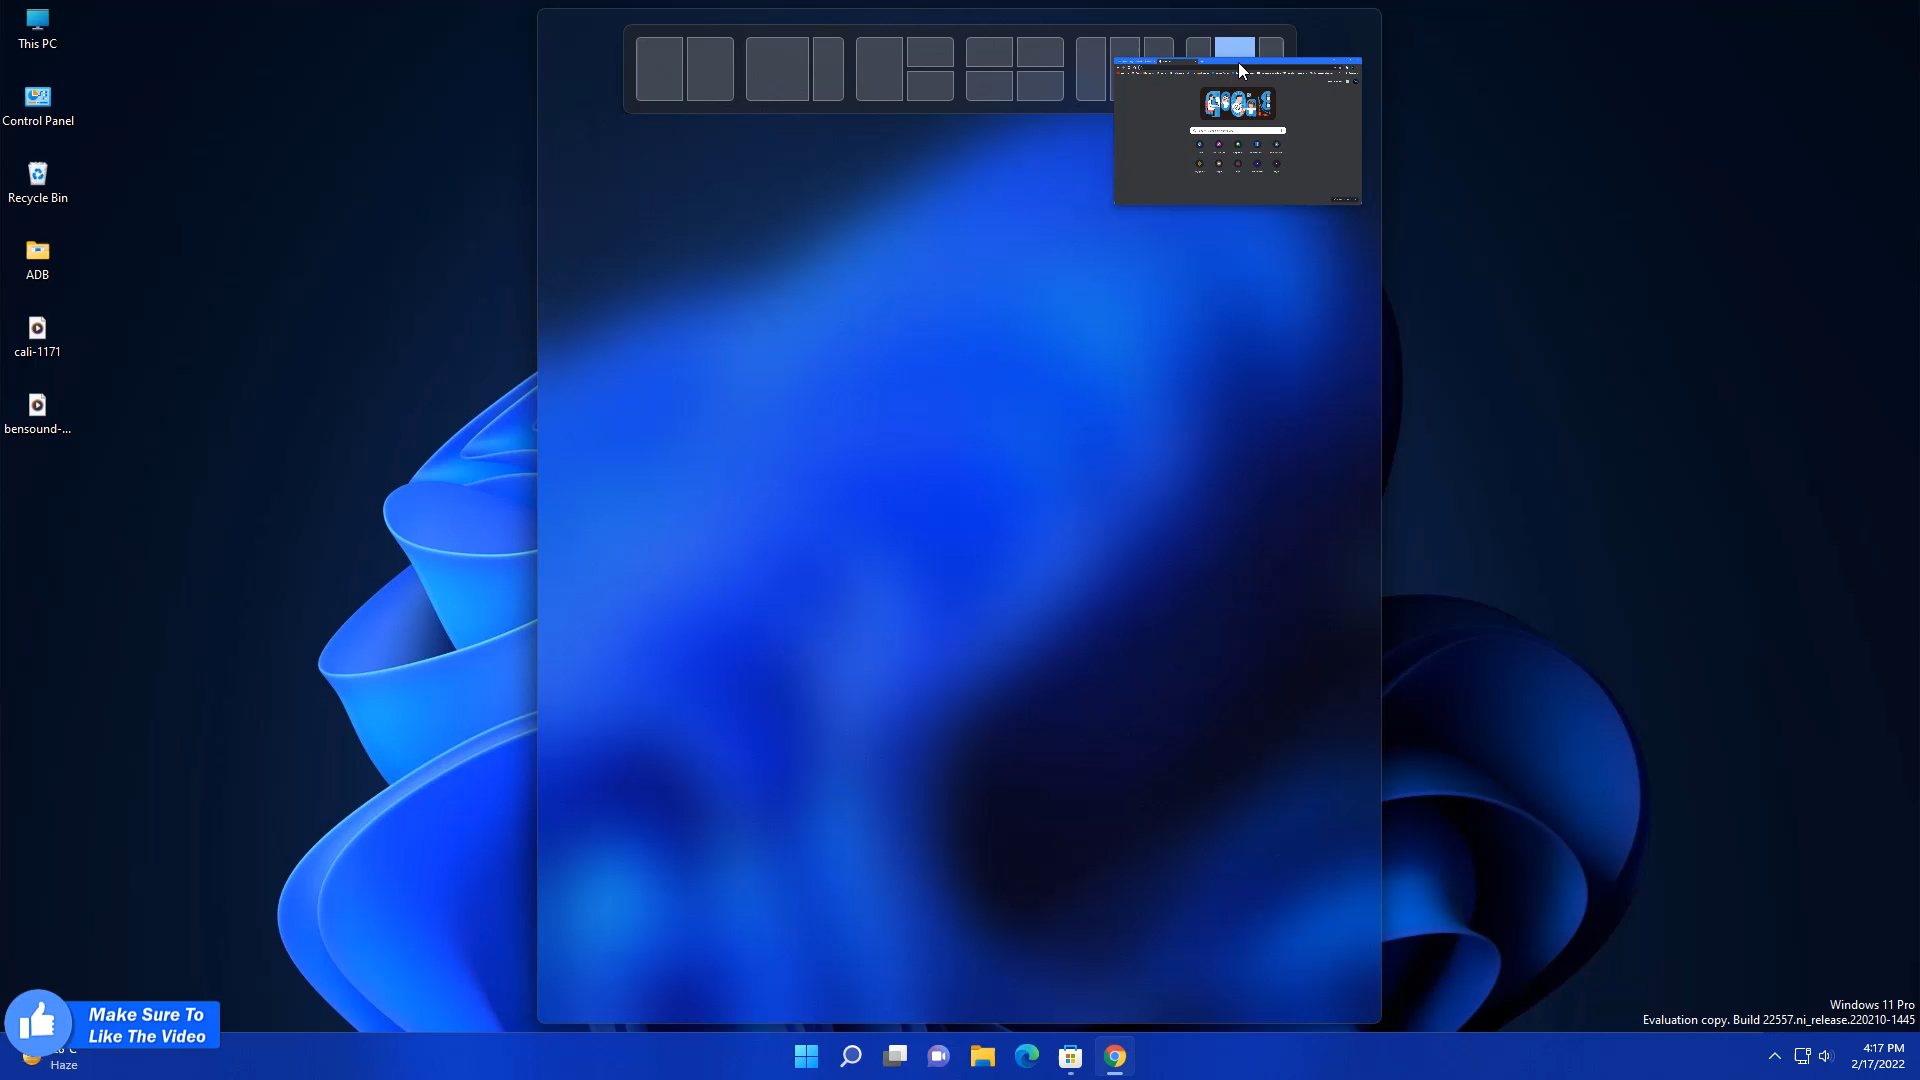 This PC
Control Panel
Recycle Bin
ADB
cali-1171
bensound-...
Make Sure To
Like The Video
Haze
Windows 11 Pro
Evaluation copy. Build 22557.ni_release.220210-1445
4:17 PM
2/17/2022